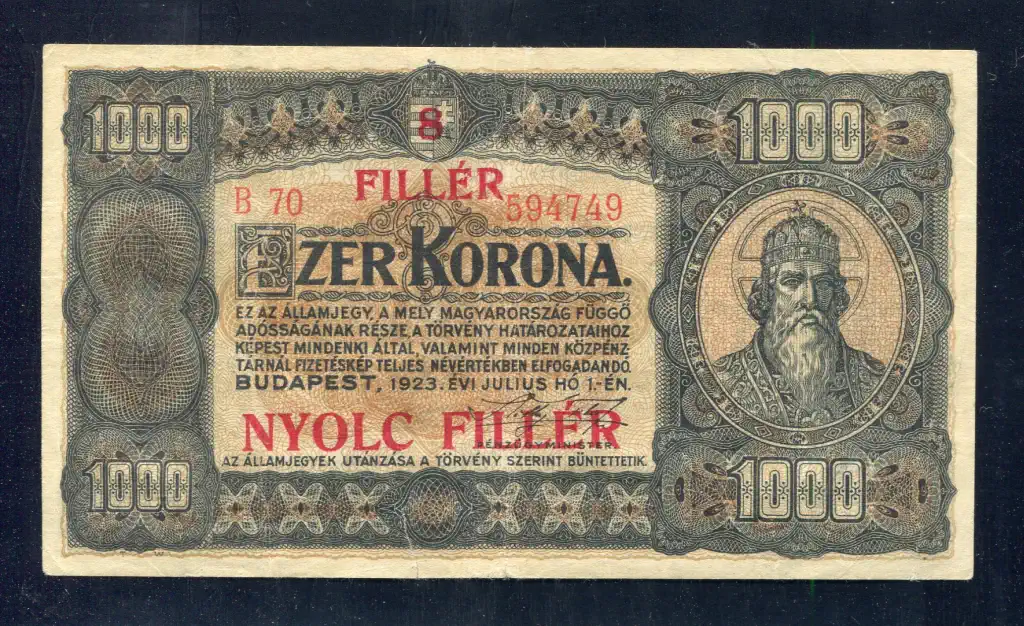 1000 1000
8
FILLÉR
B 70 594749
EZER KORONA.
EZ AZ ÁLLAMJEGY, A MELY MAGYARORSZÁG FÜGGŐ
ADÓSSÁGÁNAK RÉSZE, A TÖRVÉNY HATÁROZATAIHOZ
KÉPEST MINDENKI ÁLTAL, VALAMINT MINDEN KÖZPÉNZ-
TÁRNÁL FIZETÉSKÉP TELJES NÉVÉRTÉKBEN ELFOGADANDÓ.
BUDAPEST, 1923. ÉVI JULIUS HÓ 1.-ÉN.
NYOLC FILLÉR
PÉNZÜGYMINISTER.
AZ ÁLLAMJEGYEK UTÁNZÁSA A TÖRVÉNY SZERINT BÜNTETTETIK.
1000 1000